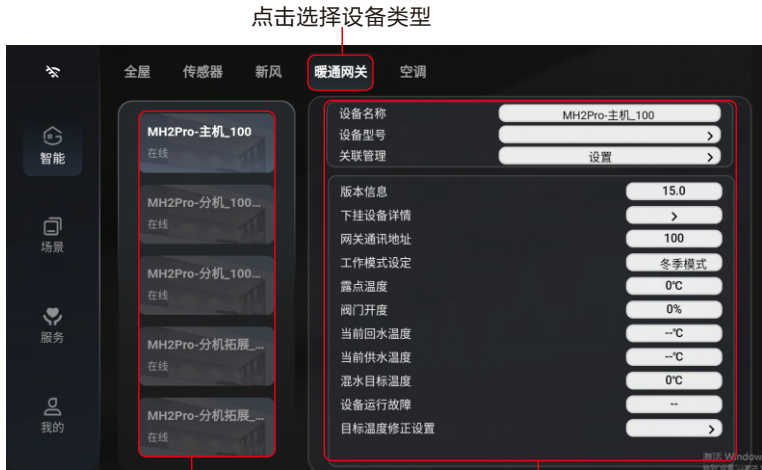 点击选择设备类型
全屋 传感器 新风 暖通网关 空调
智能
场景
服务
我的
MH2Pro-主机_100
在线
MH2Pro-分机_100...
在线
MH2Pro-分机_100...
在线
MH2Pro-分机拓展_...
在线
MH2Pro-分机拓展_...
在线
设备名称 MH2Pro-主机_100
设备型号 >
关联管理 设置 >
版本信息 15.0
下挂设备详情 >
网关通讯地址 100
工作模式设定 冬季模式
露点温度 0℃
阀门开度 0%
当前回水温度 --℃
当前供水温度 --℃
混水目标温度 0℃
设备运行故障 --
目标温度修正设置 >
激活 Window